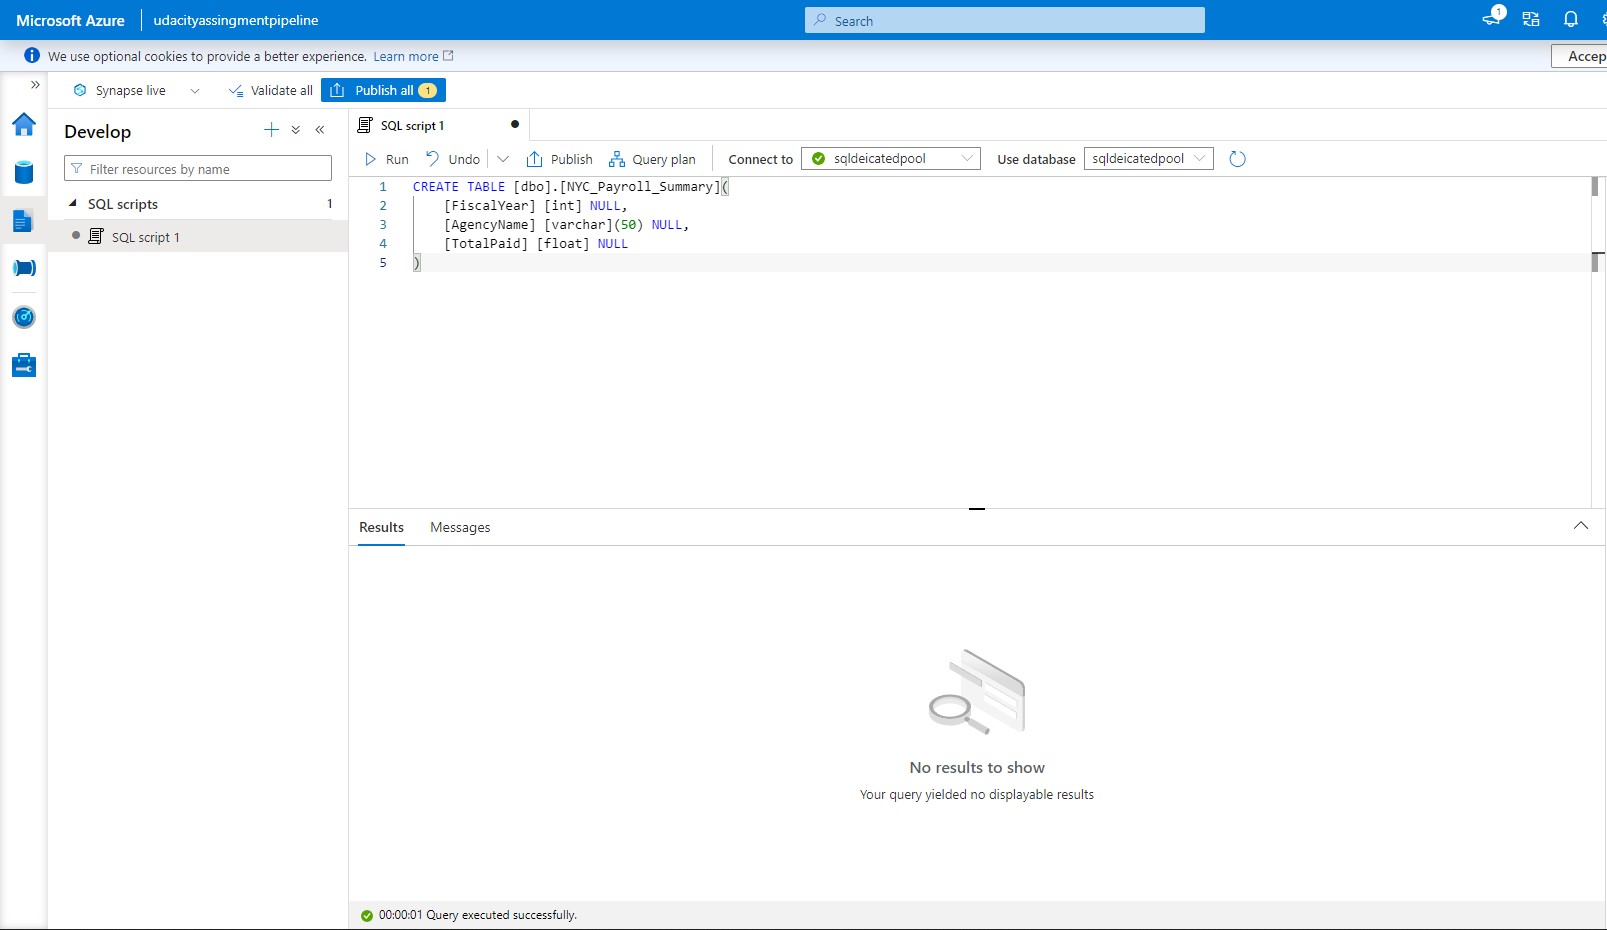 Microsoft Azure
udacityassingmentpipeline
Search
1
We use optional cookies to provide a better experience. Learn more
Accep
Synapse live
Validate all
Publish all 1
Develop
Filter resources by name
SQL scripts 1
SQL script 1
SQL script 1
Run
Undo
Publish
Query plan
Connect to
sqldeicatedpool
Use database
sqldeicatedpool
1 CREATE TABLE [dbo].[NYC_Payroll_Summary](
2 [FiscalYear] [int] NULL,
3 [AgencyName] [varchar](50) NULL,
4 [TotalPaid] [float] NULL
5 )
Results
Messages
No results to show
Your query yielded no displayable results
00:00:01 Query executed successfully.